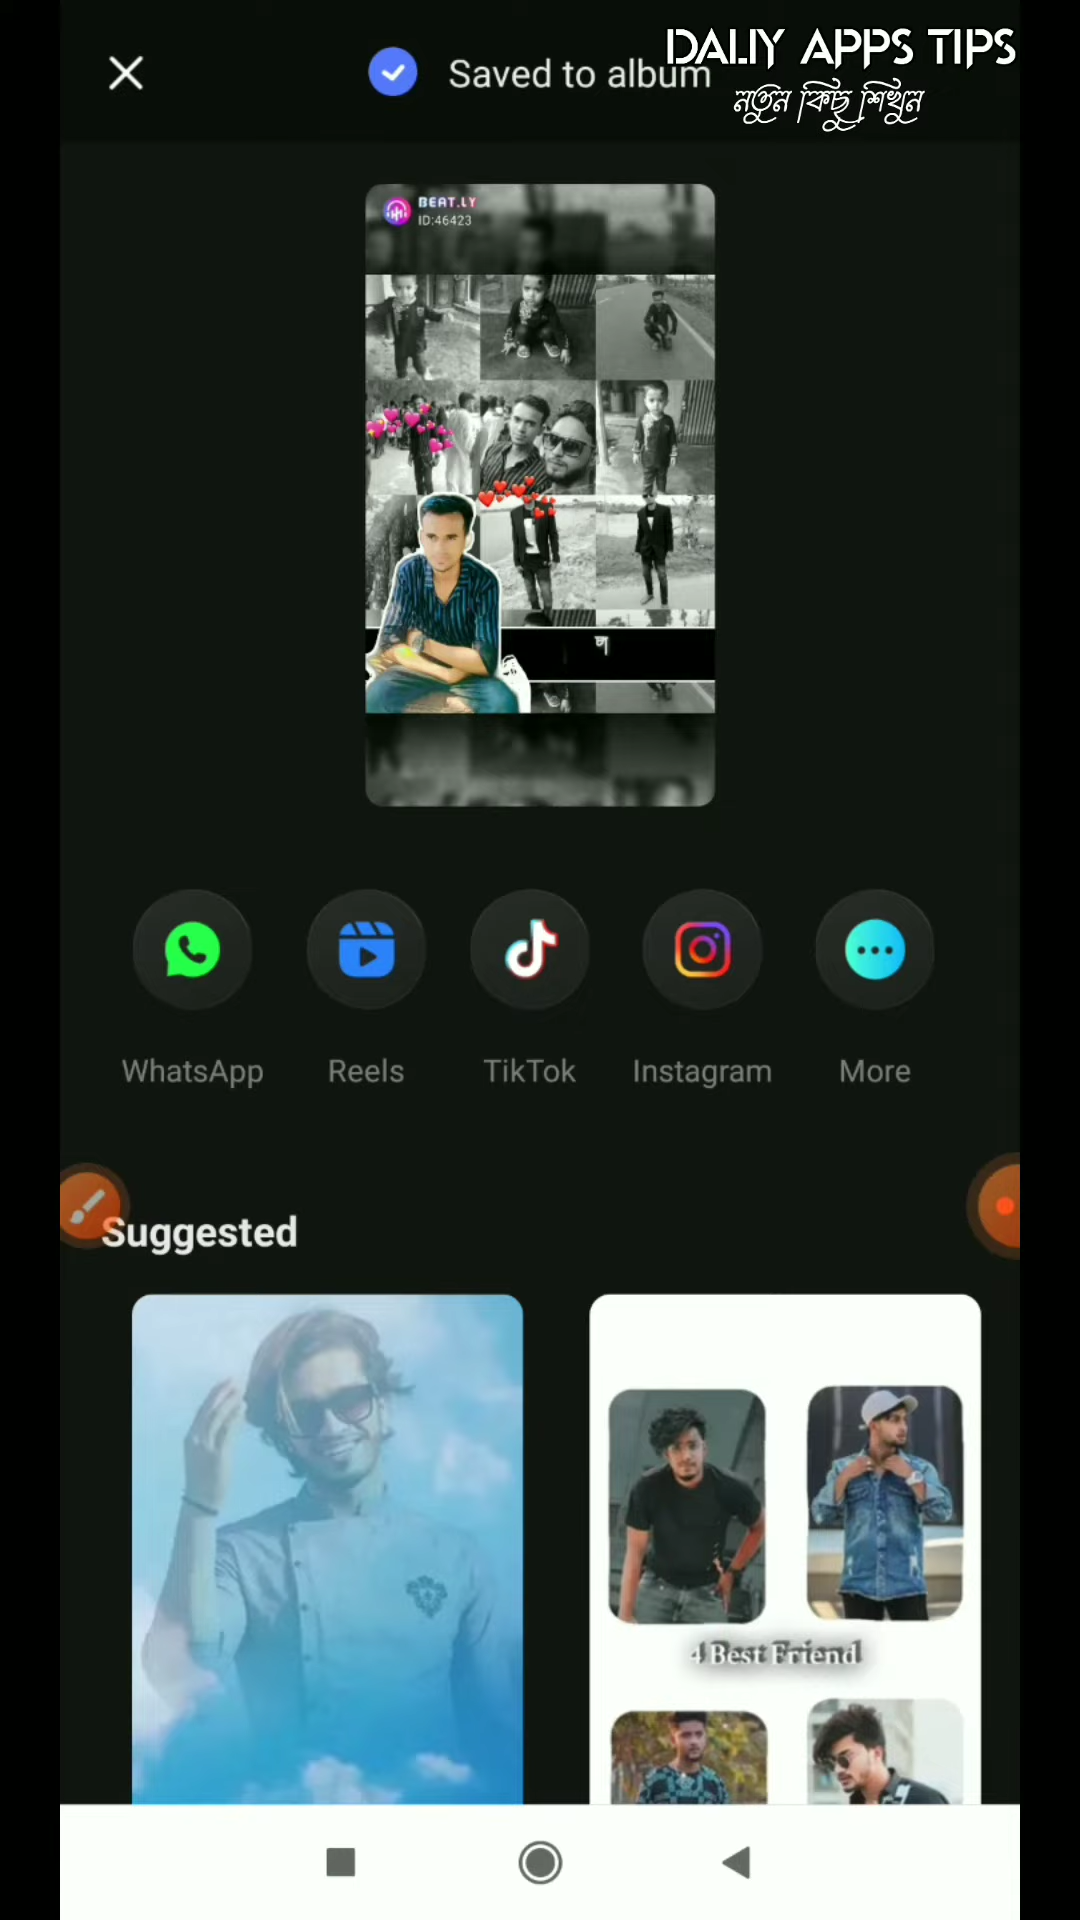 DALIY APPS TIPS
Saved to album
নতুন কিছু শিখুন
BEAT.LY
ID:46423
WhatsApp
Reels
TikTok
Instagram
More
Suggested
4 Best Friend